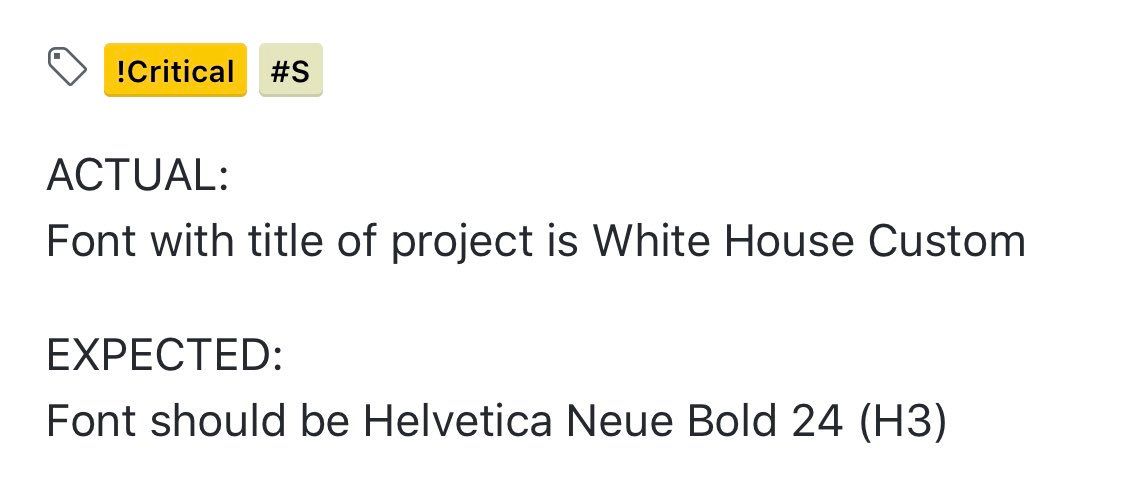 !Critical #S
ACTUAL:
Font with title of project is White House Custom
EXPECTED:
Font should be Helvetica Neue Bold 24 (H3)